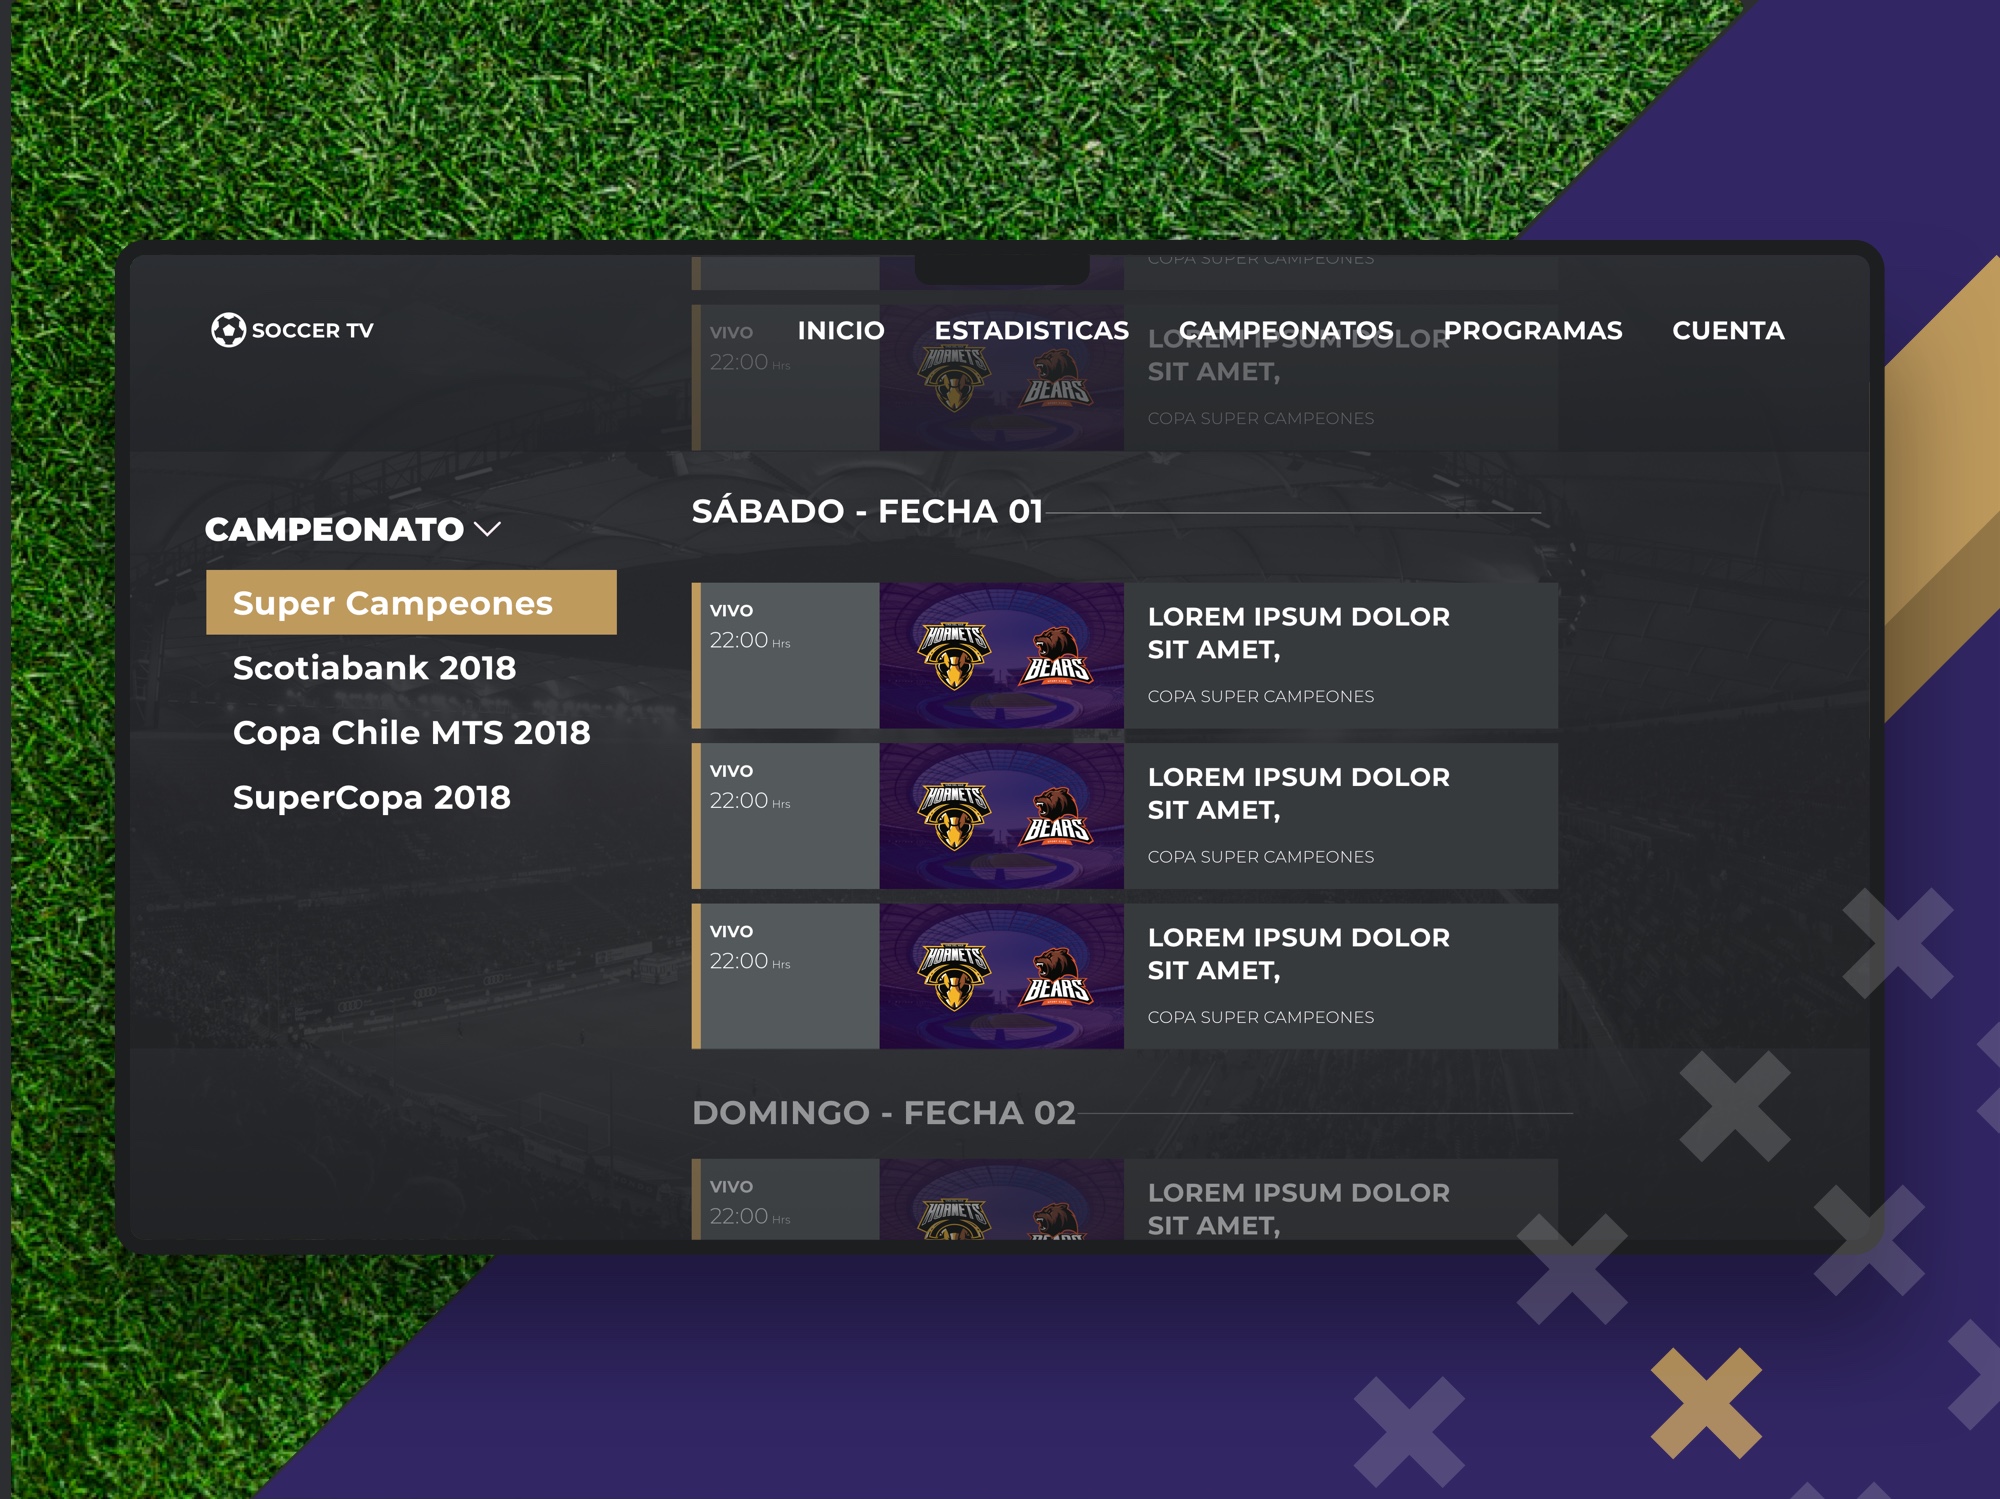 COPA SUPER CAMPEONES
SOCCER TV
INICIO
ESTADISTICAS
CAMPEONATOS
PROGRAMAS
CUENTA
VIVO
22:00 Hrs
HORNETS
BEARS
LOREM IPSUM DOLOR
SIT AMET,
COPA SUPER CAMPEONES
CAMPEONATO
Super Campeones
Scotiabank 2018
Copa Chile MTS 2018
SuperCopa 2018
SÁBADO - FECHA 01
VIVO
22:00 Hrs
HORNETS
BEARS
LOREM IPSUM DOLOR
SIT AMET,
COPA SUPER CAMPEONES
VIVO
22:00 Hrs
HORNETS
BEARS
LOREM IPSUM DOLOR
SIT AMET,
COPA SUPER CAMPEONES
VIVO
22:00 Hrs
HORNETS
BEARS
LOREM IPSUM DOLOR
SIT AMET,
COPA SUPER CAMPEONES
DOMINGO - FECHA 02
VIVO
22:00 Hrs
HORNETS
BEARS
LOREM IPSUM DOLOR
SIT AMET,